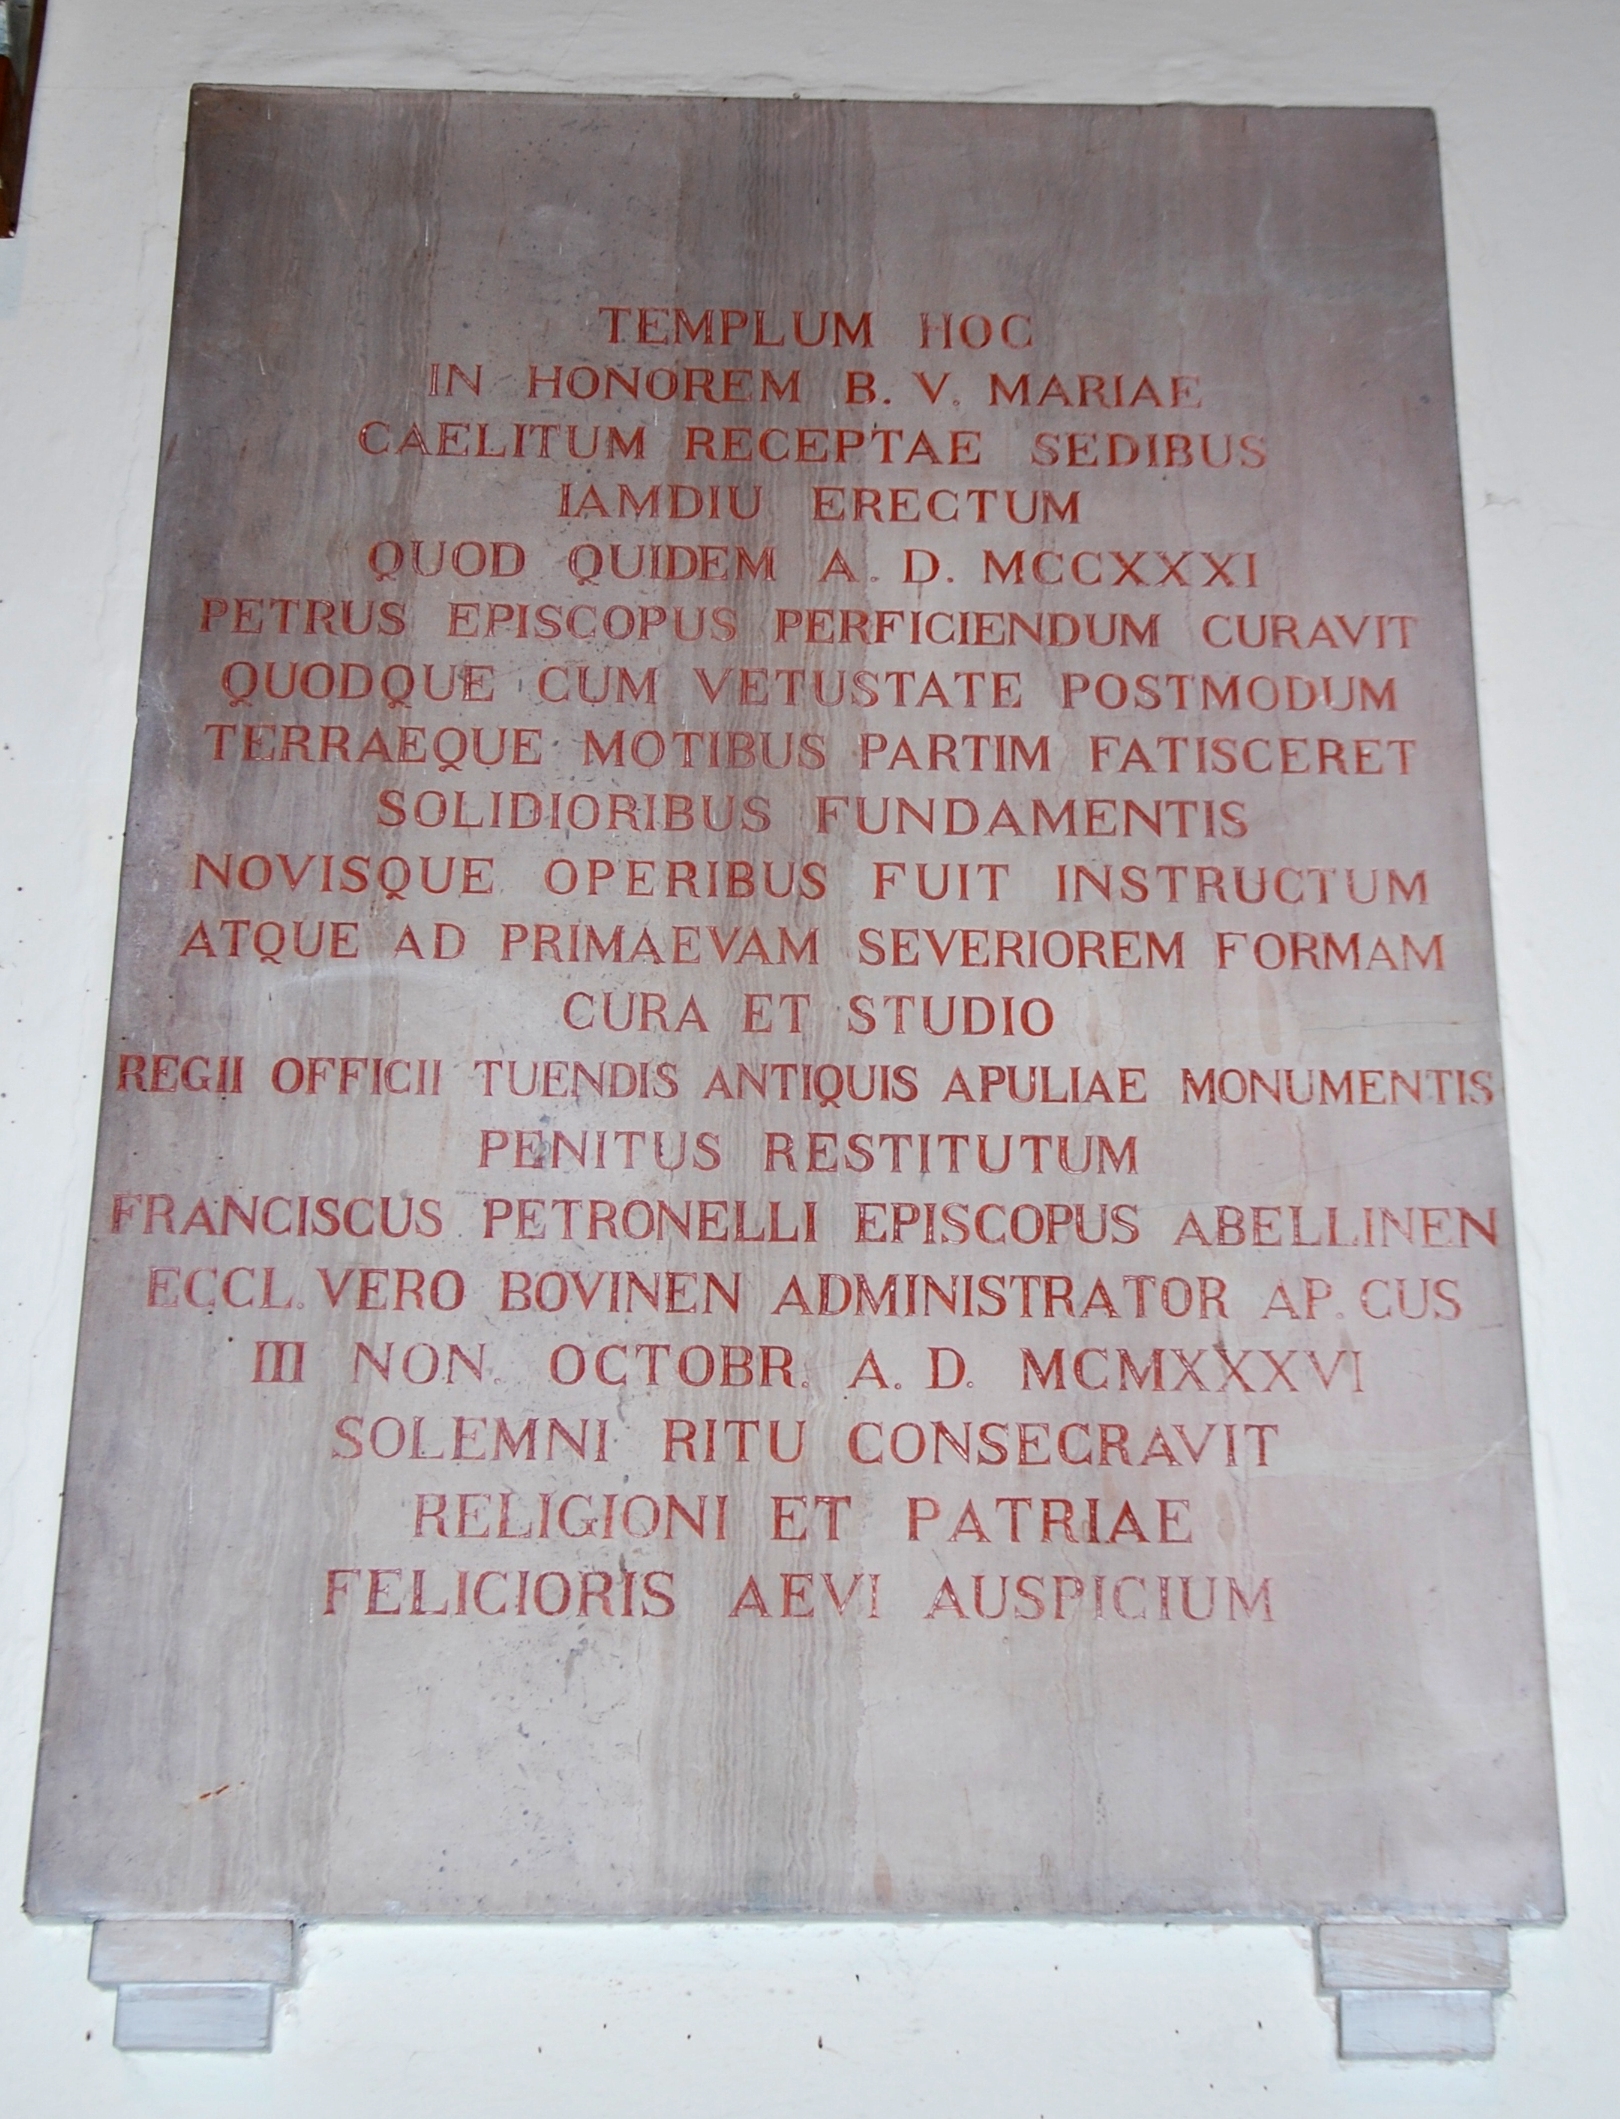 TEMPLUM HOC
IN HONOREM B. V. MARIAE
CAELITUM RECEPTAE SEDIBUS
IAMDIU ERECTUM
QUOD QUIDEM A. D. MCCXXXI
PETRUS EPISCOPUS PERFICIENDUM CURAVIT
QUODQUE CUM VETUSTATE POSTMODUM
TERRAEQUE MOTIBUS PARTIM FATISCERET
SOLIDIORIBUS FUNDAMENTIS
NOVISQUE OPERIBUS FUIT INSTRUCTUM
ATQUE AD PRIMAEVAM SEVERIOREM FORMAM
CURA ET STUDIO
REGII OFFICII TUENDIS ANTIQUIS APULIAE MONUMENTIS
PENITUS RESTITUTUM
FRANCISCUS PETRONELLI EPISCOPUS ABELLINEN
ECCL. VERO BOVINEN ADMINISTRATOR AP. CUS
III NON. OCTOBR. A. D. MCMXXXVI
SOLEMNI RITU CONSECRAVIT
RELIGIONI ET PATRIAE
FELICIORIS AEVI AUSPICIUM